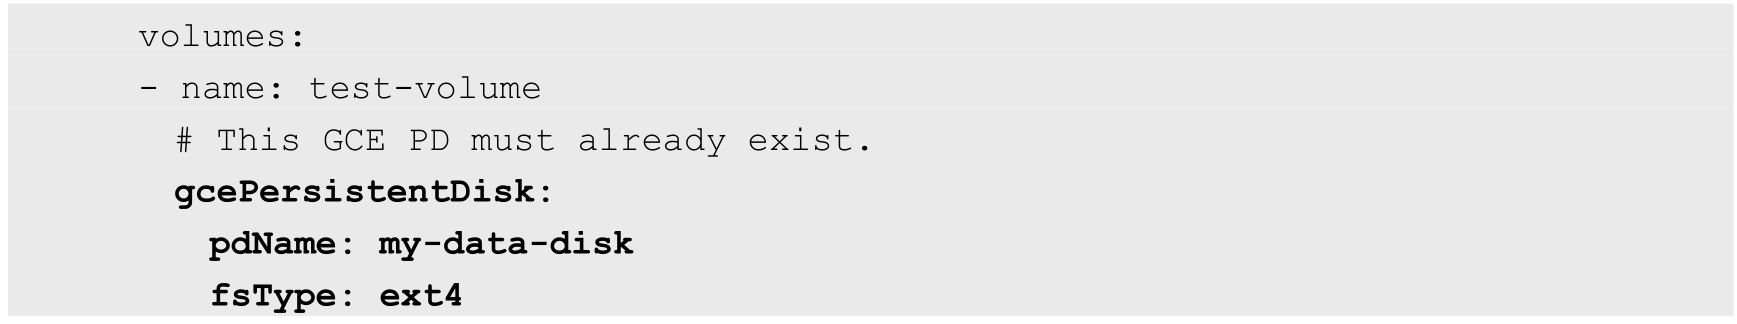 volumes:
- name: test-volume
# This GCE PD must already exist.
gcePersistentDisk:
pdName: my-data-disk
fsType: ext4